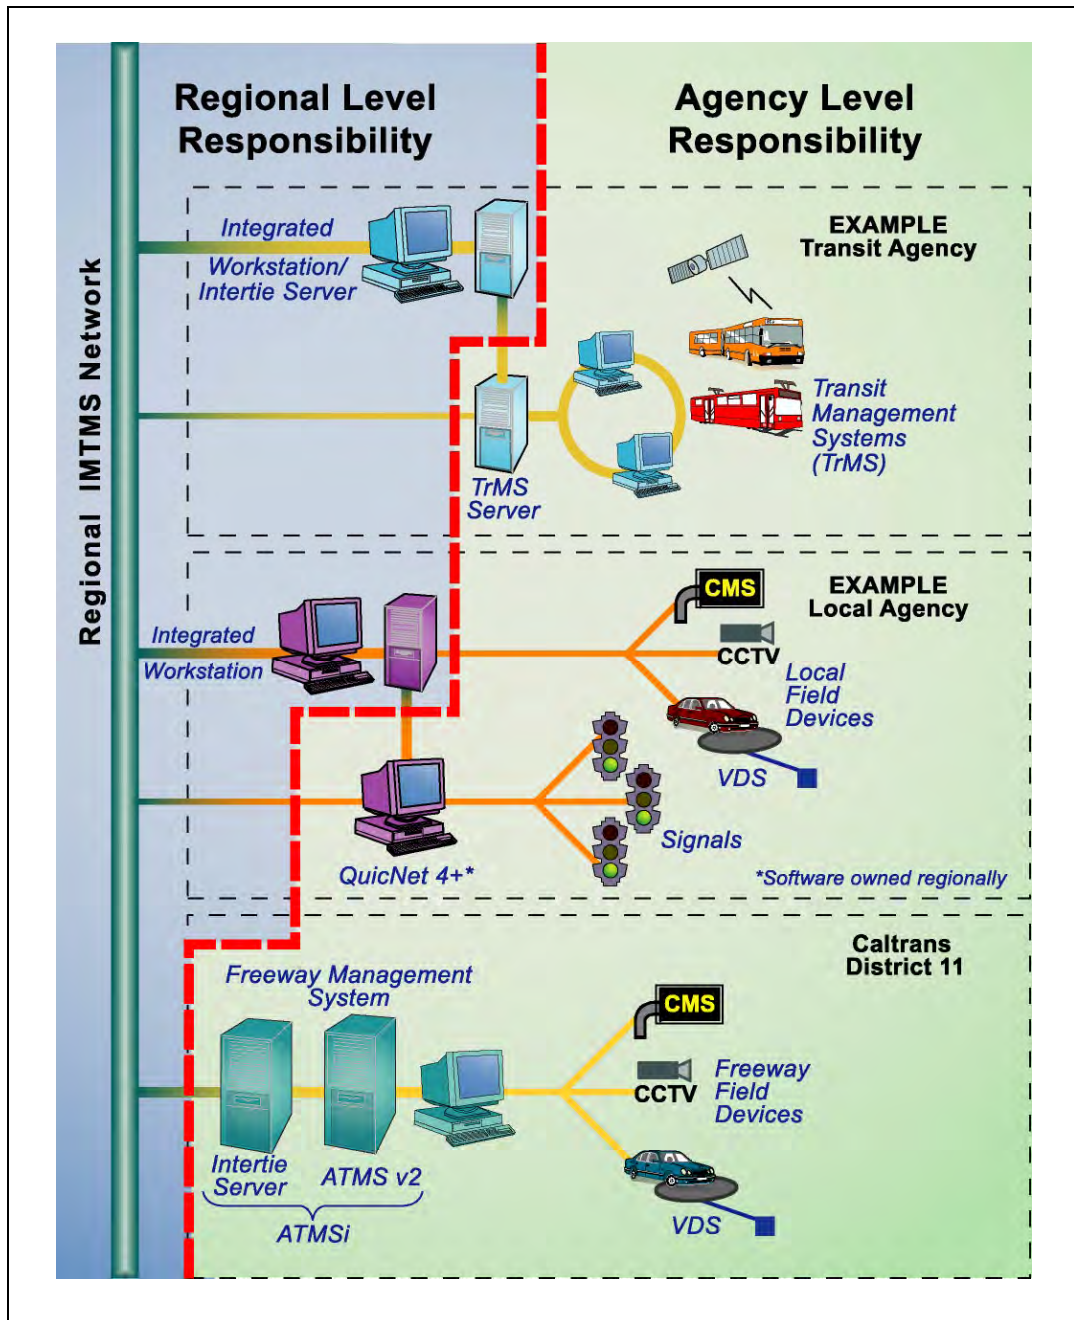 Regional Level
Responsibility
Agency Level
Responsibility
Regional IMTMS Network
Integrated
Workstation/
Intertie Server
EXAMPLE
Transit Agency
Transit
Management
Systems
(TrMS)
TrMS
Server
EXAMPLE
Local Agency
CMS
CCTV
Integrated
Workstation
Local
Field
Devices
VDS
Signals
QuicNet 4+*
*Software owned regionally
Caltrans
District 11
Freeway Management
System
CMS
CCTV
Freeway
Field
Devices
Intertie
Server
ATMS v2
ATMSi
VDS